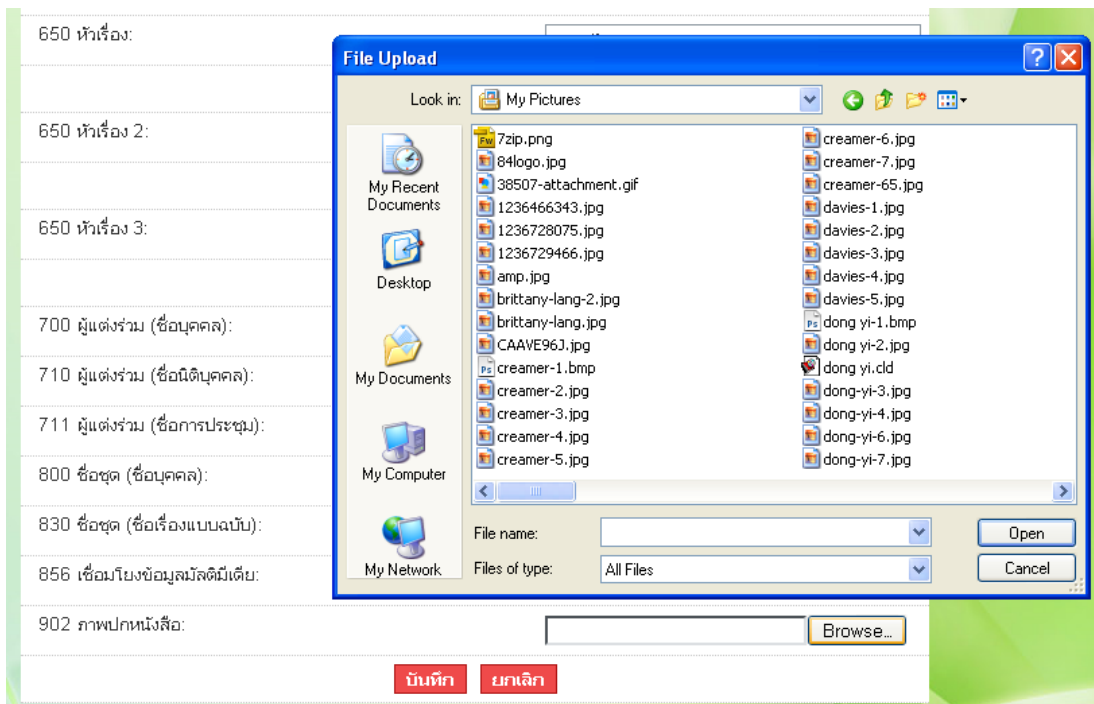 650 หัวเรื่อง:
File Upload
Look in:
My Pictures
650 หัวเรื่อง 2:
650 หัวเรื่อง 3:
700 ผู้แต่งร่วม (ชื่อบุคคล):
710 ผู้แต่งร่วม (ชื่อนิติบุคคล):
711 ผู้แต่งร่วม (ชื่อการประชุม):
800 ชื่อชุด (ชื่อบุคคล):
830 ชื่อชุด (ชื่อเรื่องแบบฉบับ):
856 เชื่อมโยงข้อมูลมัลติมีเดีย:
My Recent
Documents
Desktop
My Documents
My Computer
My Network
7zip.png
84logo.jpg
38507-attachment.gif
1236466343.jpg
1236728075.jpg
1236729466.jpg
amp.jpg
brittany-lang-2.jpg
brittany-lang.jpg
CAAVE96J.jpg
creamer-1.bmp
creamer-2.jpg
creamer-3.jpg
creamer-4.jpg
creamer-5.jpg
creamer-6.jpg
creamer-7.jpg
creamer-65.jpg
davies-1.jpg
davies-2.jpg
davies-3.jpg
davies-4.jpg
davies-5.jpg
dong yi-1.bmp
dong yi-2.jpg
dong yi.cld
dong-yi-3.jpg
dong-yi-4.jpg
dong-yi-6.jpg
dong-yi-7.jpg
File name:
Open
Files of type:
All Files
Cancel
902 ภาพปกหนังสือ:
Browse...
บันทึก ยกเลิก